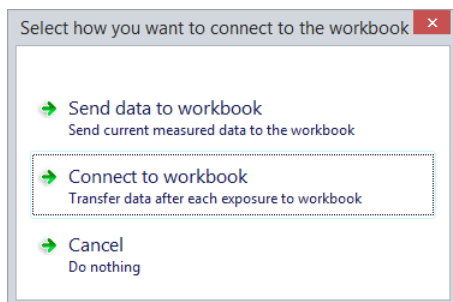 Select how you want to connect to the workbook
Send data to workbook
Send current measured data to the workbook
Connect to workbook
Transfer data after each exposure to workbook
Cancel
Do nothing